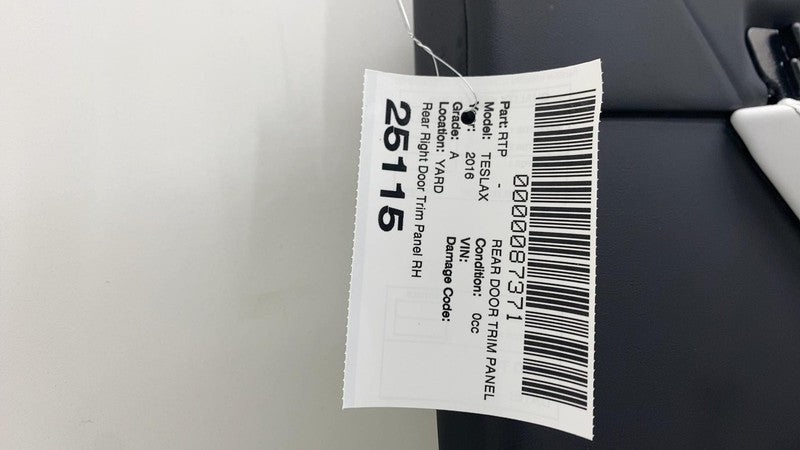 0000087371
Part: RTP - REAR DOOR TRIM PANEL
Model: TESLAX Condition: 0cc
Year: 2016 VIN:
Grade: A
Location: YARD Damage Code:
Rear Right Door Trim Panel RH
25115